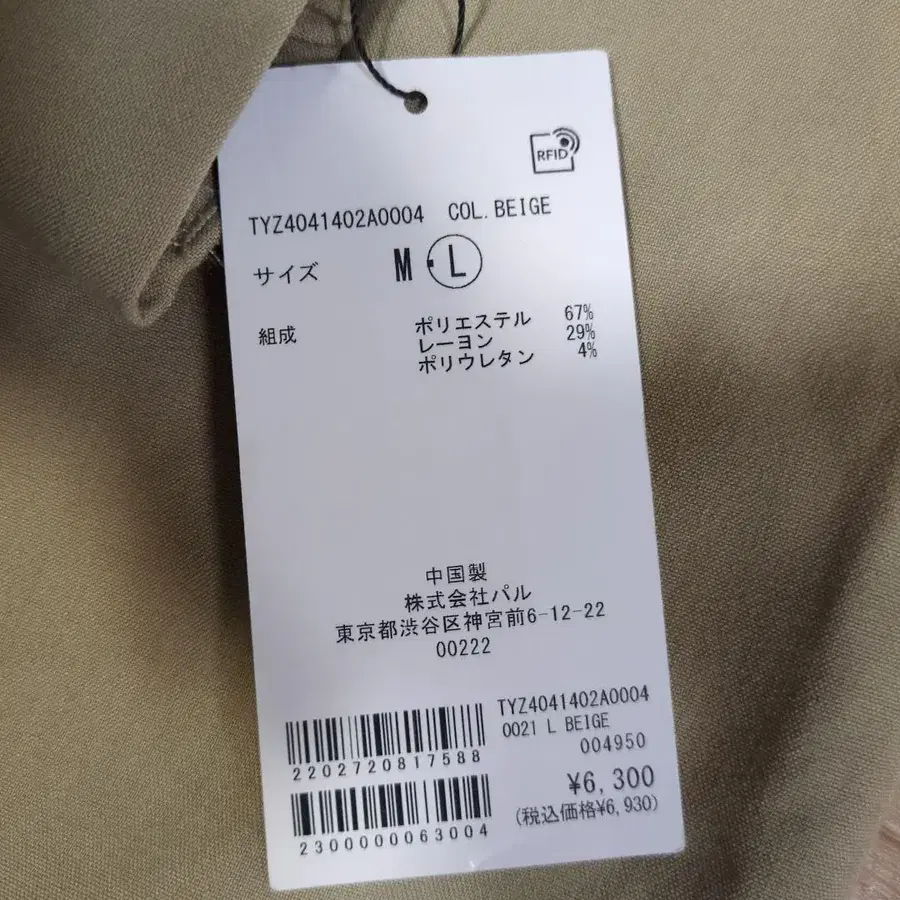 RFID
TYZ4041402A0004 COL.BEIGE
サイズ M・L
組成 ポリエステル 67%
レーヨン 29%
ポリウレタン 4%
中国製
株式会社パル
東京都渋谷区神宮前6-12-22
00222
TYZ4041402A0004
0021 L BEIGE
004950
2202720817588
¥6,300
(税込価格¥6,930)
2300000063004